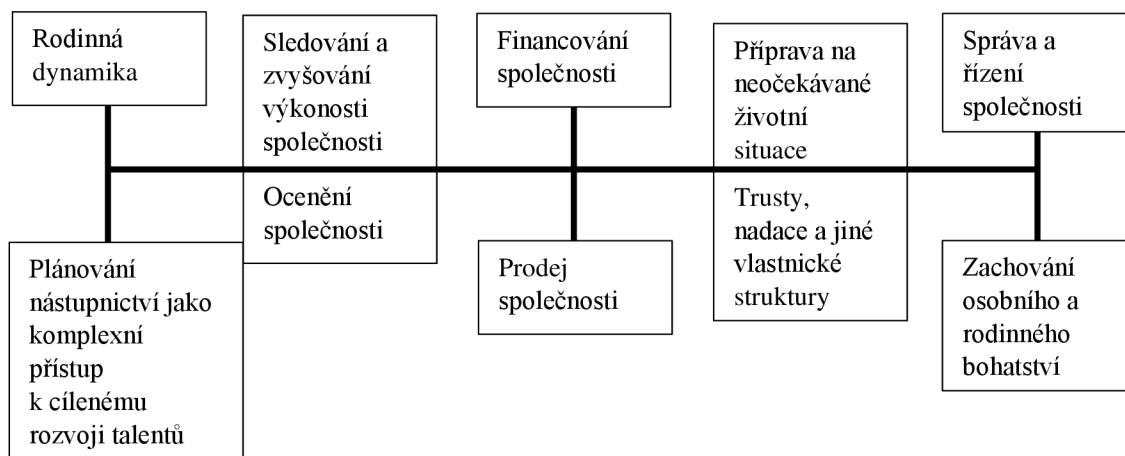 Rodinná
dynamika
Sledování a
zvyšování
výkonosti
společnosti
Financování
společnosti
Příprava na
neočekávané
životní
situace
Správa a
řízení
společnosti
Plánování
nástupnictví jako
komplexní
přístup
k cílenému
rozvoji talentů
Ocenění
společnosti
Prodej
společnosti
Trusty,
nadace a jiné
vlastnické
struktury
Zachování
osobního a
rodinného
bohatství